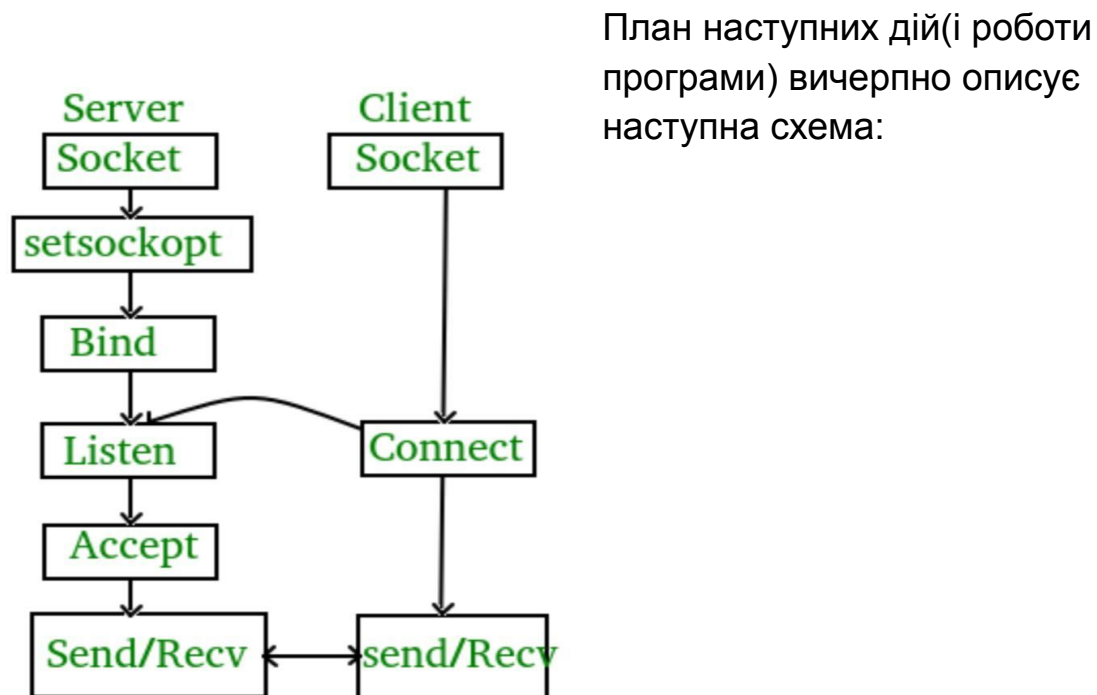 План наступних дій(і роботи
програми) вичерпно описує
наступна схема:
Server
Client
Socket
Socket
setsockopt
Bind
Listen
Connect
Accept
Send/Recv
send/Recv